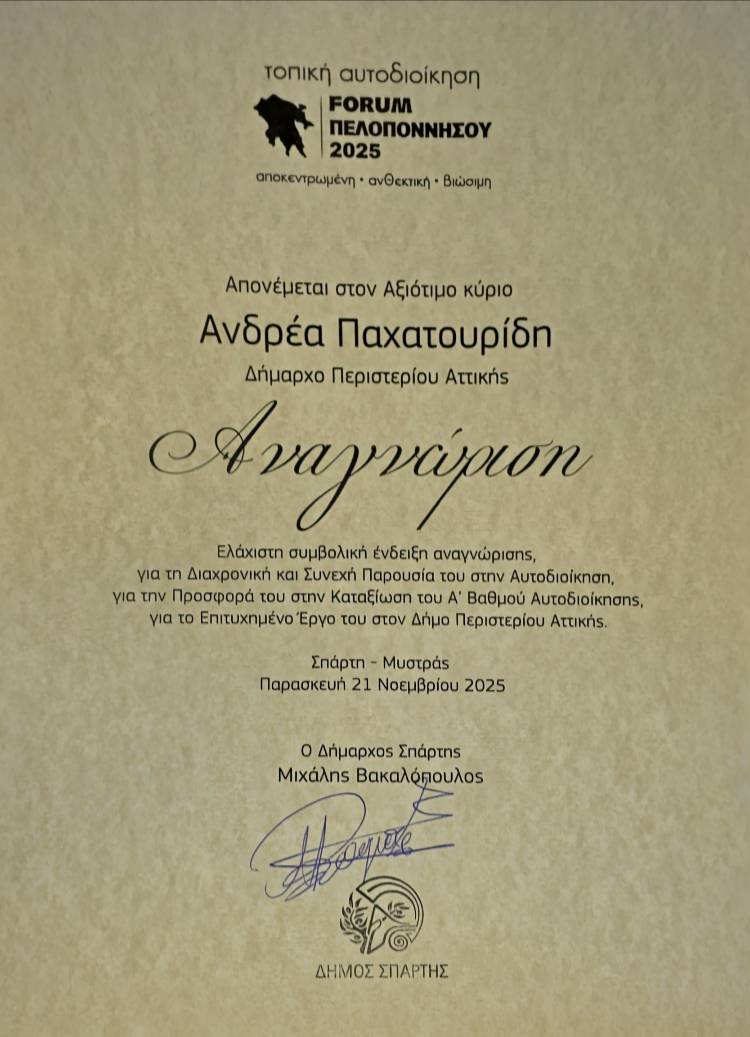 τοπική αυτοδιοίκηση
FORUM
ΠΕΛΟΠΟΝΝΗΣΟΥ
2025
αποκεντρωμένη • ανθεκτική • βιώσιμη
Απονέμεται στον Αξιότιμο κύριο
Ανδρέα Παχατουρίδη
Δήμαρχο Περιστερίου Αττικής
Αναγνώριση
Ελάχιστη συμβολική ένδειξη αναγνώρισης,
για τη Διαχρονική και Συνεχή Παρουσία του στην Αυτοδιοίκηση,
για την Προσφορά του στην Καταξίωση του Α' Βαθμού Αυτοδιοίκησης,
για το Επιτυχημένο Έργο του στον Δήμο Περιστερίου Αττικής.
Σπάρτη - Μυστράς
Παρασκευή 21 Νοεμβρίου 2025
Ο Δήμαρχος Σπάρτης
Μιχάλης Βακαλόπουλος
ΔΗΜΟΣ ΣΠΑΡΤΗΣ